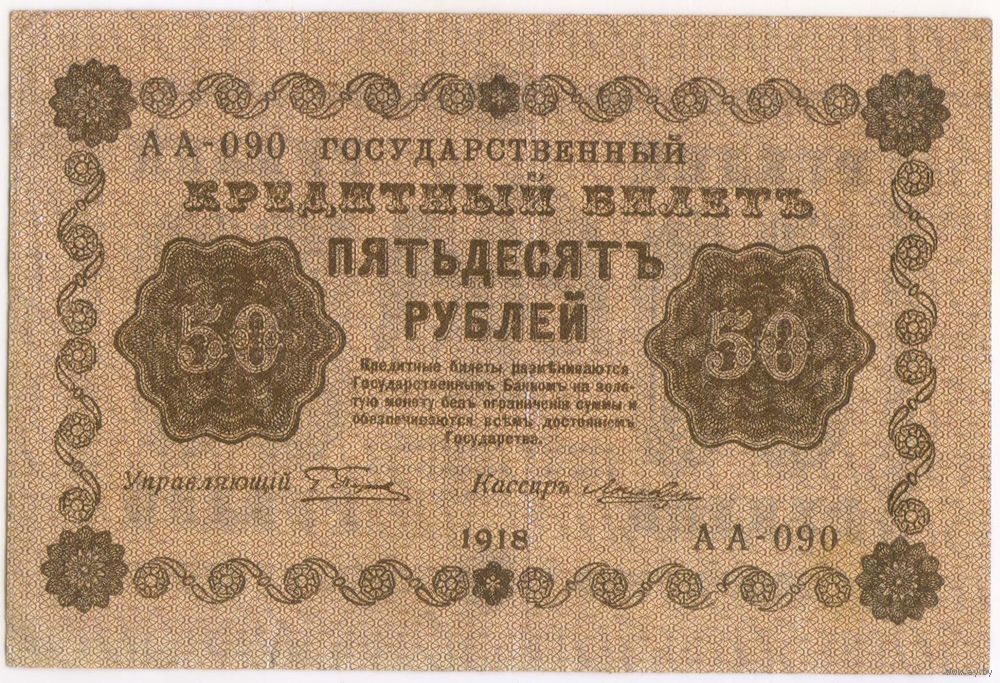 АА-090 ГОСУДАРСТВЕННЫЙ
КРЕДИТНЫЙ БИЛЕТЪ
ПЯТЬДЕСЯТЪ
РУБЛЕЙ
50
50
Кредитные билеты размѣниваются
Государственнымъ Банкомъ на золо-
тую монету безъ ограниченія суммы и
обезпечиваются всѣмъ достояніемъ
Государства.
Управляющій
Кассиръ
1918
АА-090